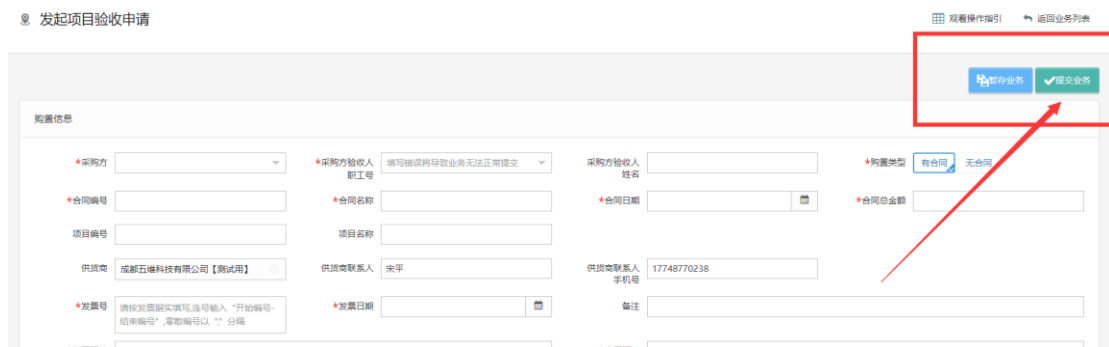 发起项目验收申请
观看操作指引 返回业务列表
暂存业务 提交业务
购置信息
*采购方 *采购方验收人职工号 填写错误将导致业务无法正常提交 采购方验收人姓名 *购置类型 有合同 无合同
*合同编号 *合同名称 *合同日期 *合同总金额
项目编号 项目名称
供货商 成都五维科技有限公司【测试用】 供货商联系人 宋平 供货商联系人手机号 17748770238
*发票号 请按发票据实填写,连号输入 "开始编号-
结束编号" ,零散编号以 "," 分隔 *发票日期 备注